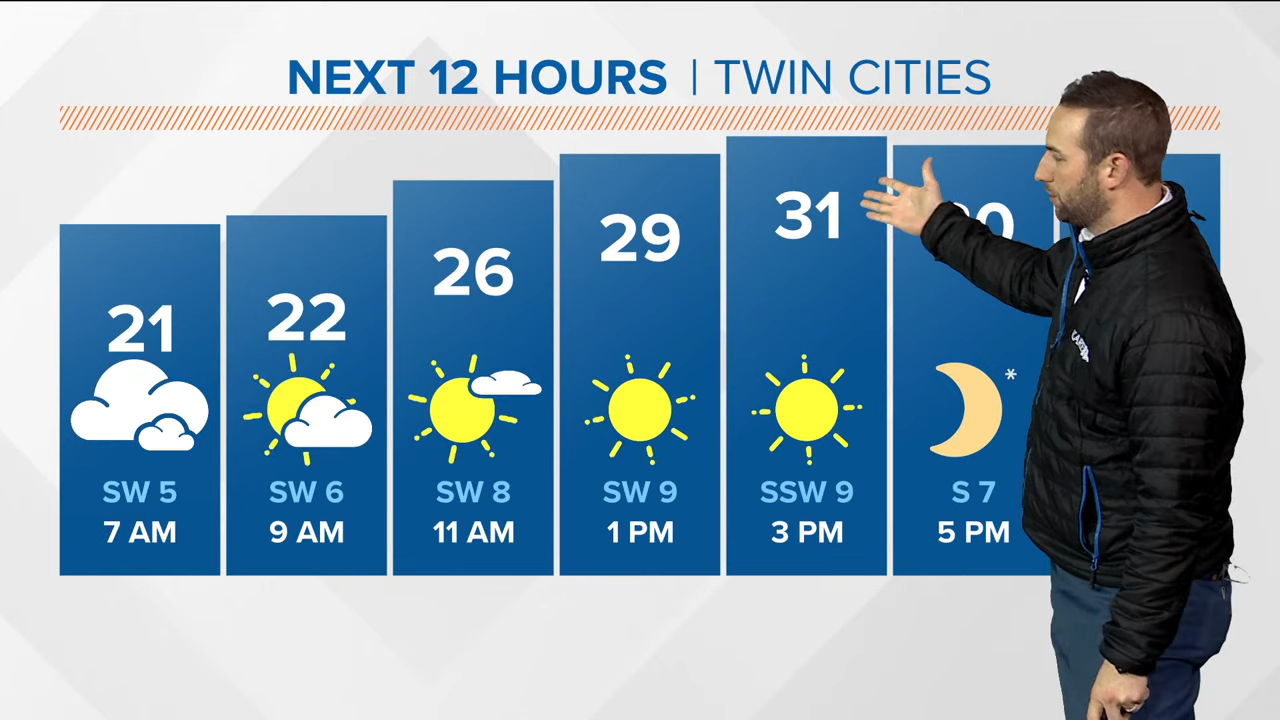 NEXT 12 HOURS | TWIN CITIES
21
22
26
29
31
SW 5
SW 6
SW 8
SW 9
SSW 9
S 7
7 AM
9 AM
11 AM
1 PM
3 PM
5 PM